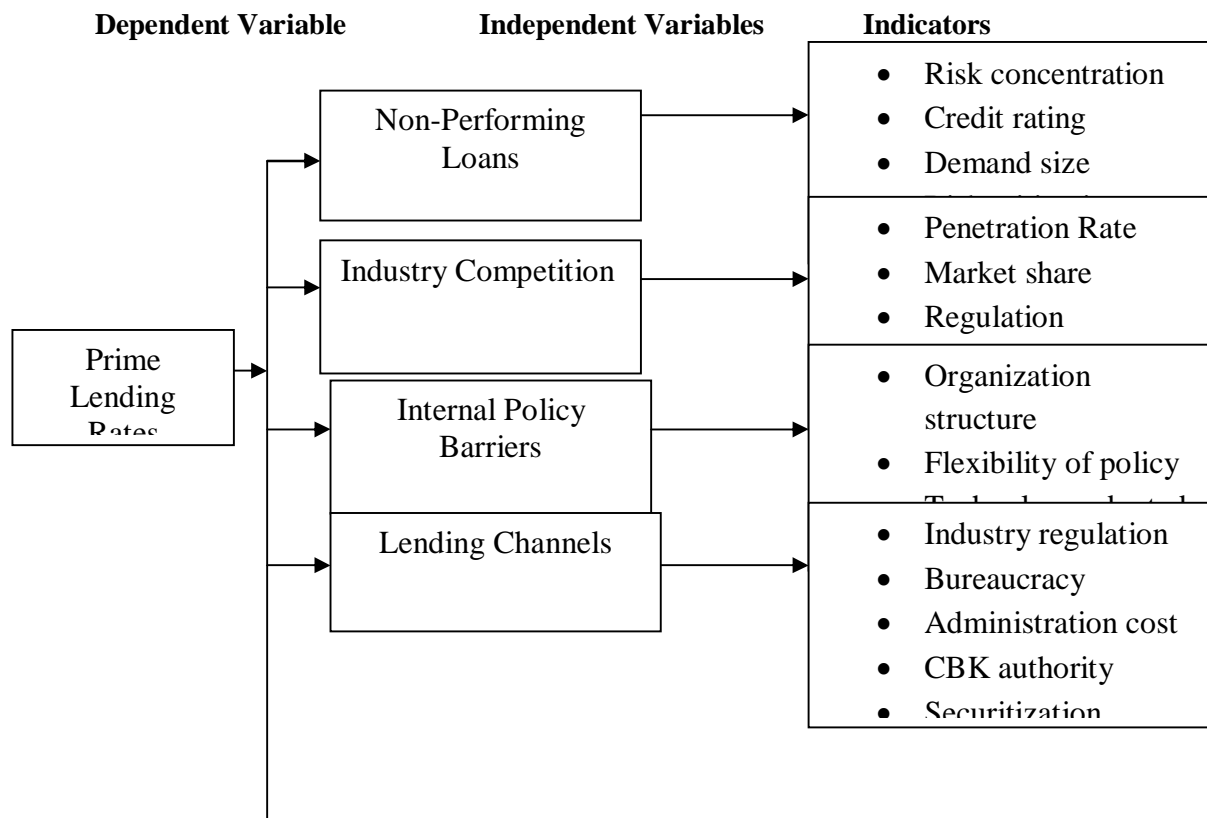 Dependent Variable Independent Variables Indicators
Non-Performing
Loans
• Risk concentration
• Credit rating
• Demand size
Industry Competition
• Penetration Rate
• Market share
• Regulation
Prime
Lending
Rates
Internal Policy
Barriers
• Organization
structure
• Flexibility of policy
Lending Channels
• Industry regulation
• Bureaucracy
• Administration cost
• CBK authority
• Securitization